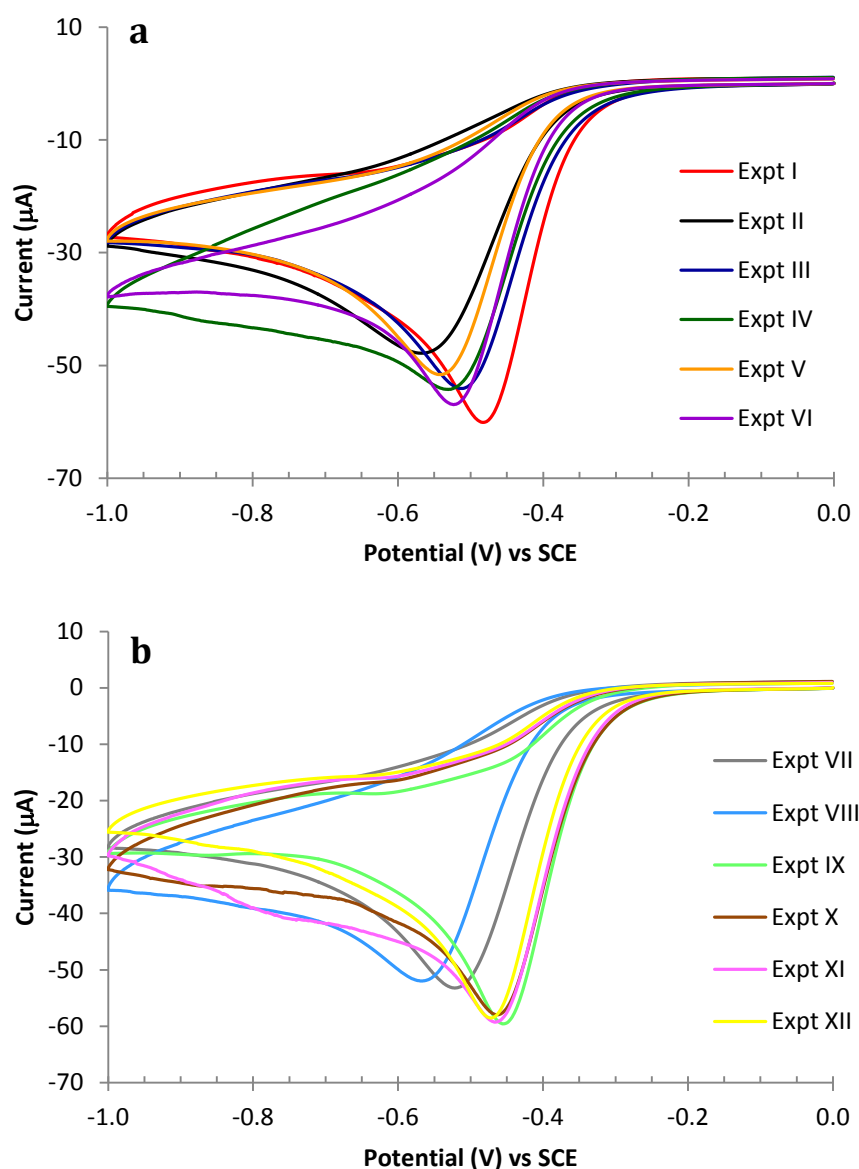 a
10
-10
-30
-50
-70
Current (µA)
Expt I
Expt II
Expt III
Expt IV
Expt V
Expt VI
-1.0 -0.8 -0.6 -0.4 -0.2 0.0
Potential (V) vs SCE
b
10
0
-10
-20
-30
-40
-50
-60
-70
Current (µA)
Expt VII
Expt VIII
Expt IX
Expt X
Expt XI
Expt XII
-1.0 -0.8 -0.6 -0.4 -0.2 0.0
Potential (V) vs SCE